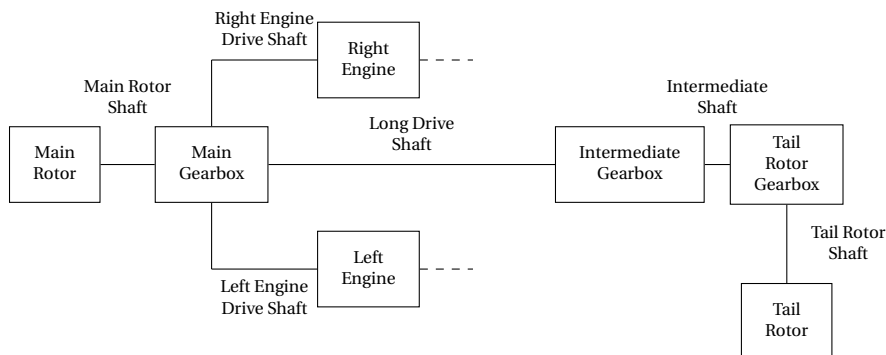 Right Engine
Drive Shaft
Right
Engine
Main Rotor
Shaft
Intermediate
Shaft
Long Drive
Shaft
Main
Rotor
Main
Gearbox
Intermediate
Gearbox
Tail
Rotor
Gearbox
Tail Rotor
Shaft
Left
Engine
Left Engine
Drive Shaft
Tail
Rotor